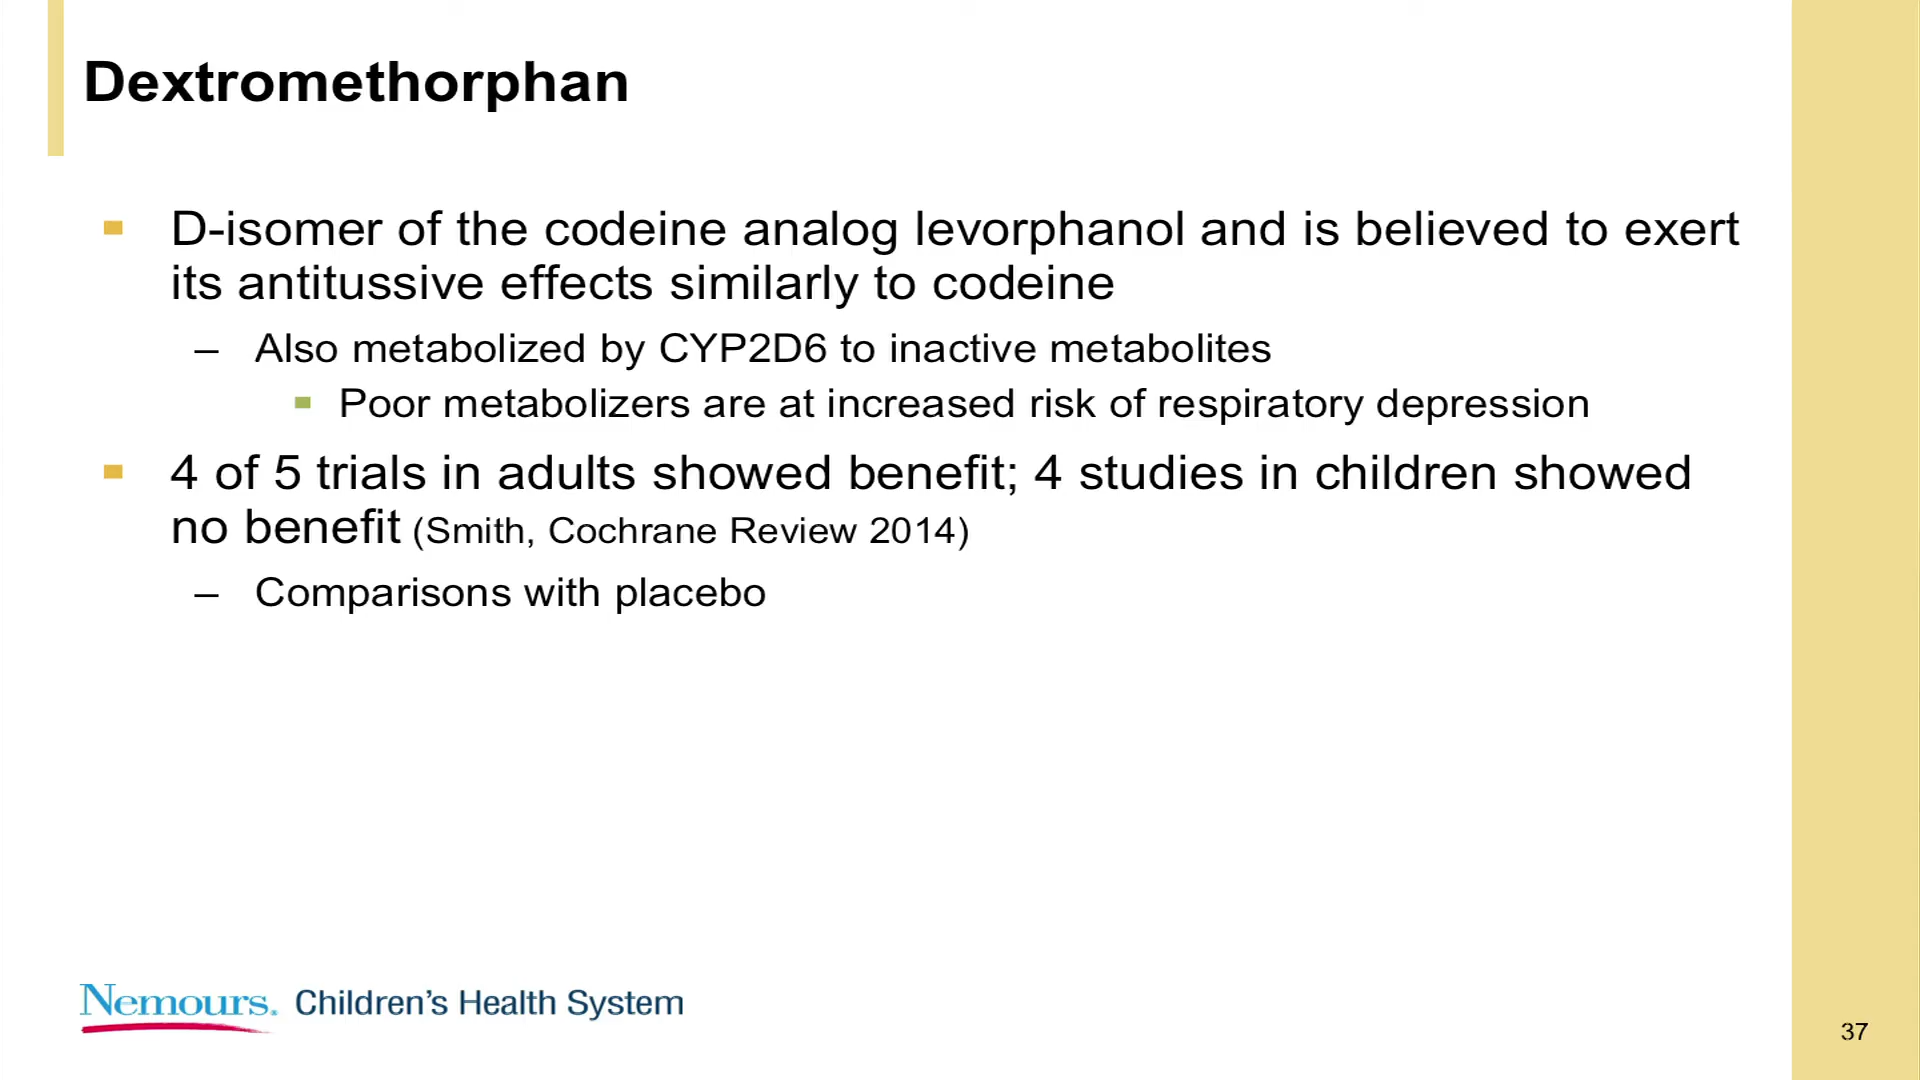 Dextromethorphan
D-isomer of the codeine analog levorphanol and is believed to exert
its antitussive effects similarly to codeine
– Also metabolized by CYP2D6 to inactive metabolites
Poor metabolizers are at increased risk of respiratory depression
4 of 5 trials in adults showed benefit; 4 studies in children showed
no benefit (Smith, Cochrane Review 2014)
– Comparisons with placebo
Nemours. Children's Health System
37